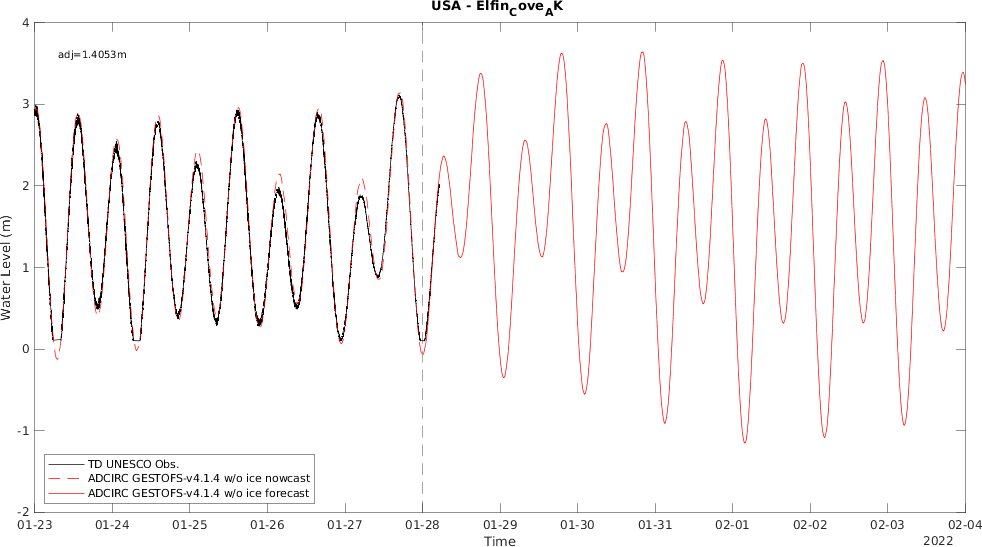 USA - Elfin_Cove_AK
4
adj=1.4053m
3
2
1
0
-1
-2
Water Level (m)
TD UNESCO Obs.
ADCIRC GESTOFS-v4.1.4 w/o ice nowcast
ADCIRC GESTOFS-v4.1.4 w/o ice forecast
01-23 01-24 01-25 01-26 01-27 01-28 01-29 01-30 01-31 02-01 02-02 02-03 02-04
Time
2022